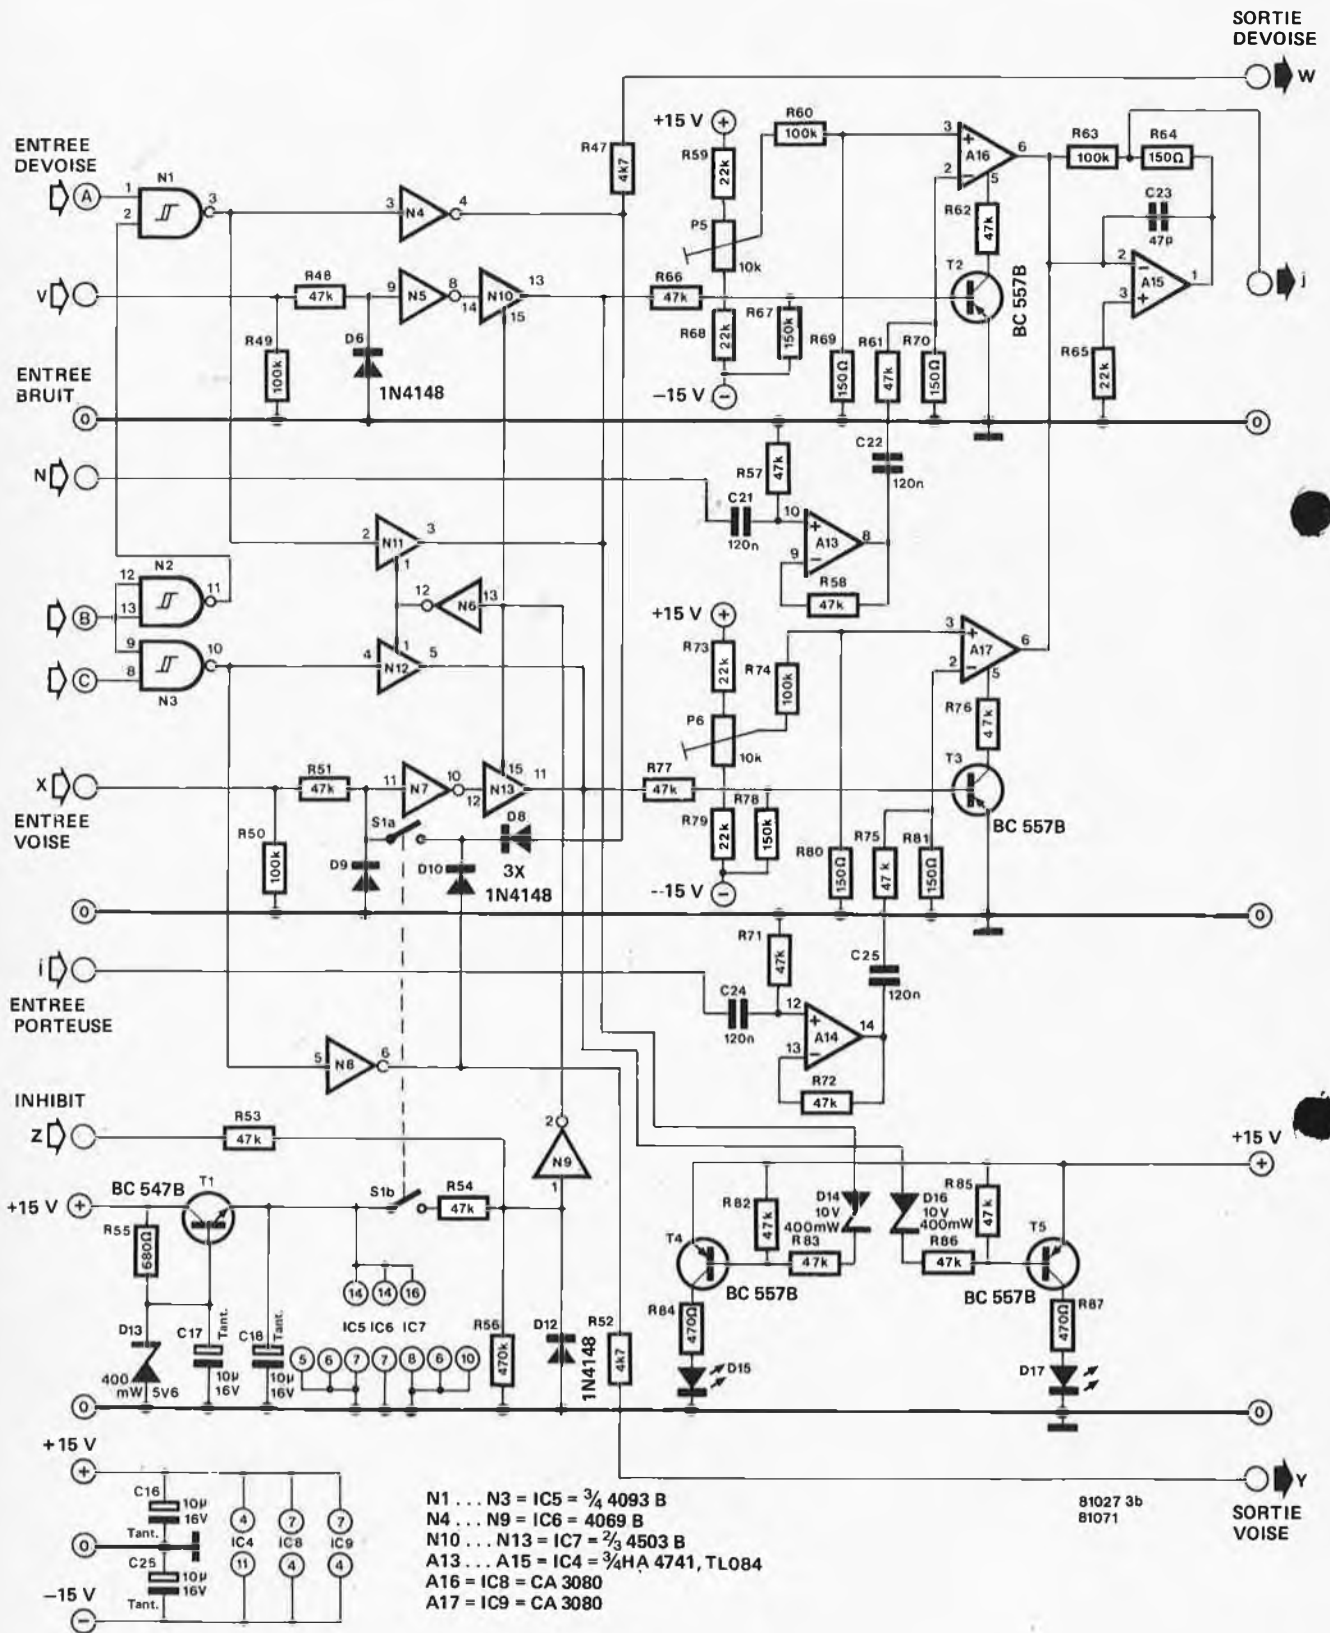 SORTIE
DEVOISE
W
ENTREE
DEVOISE
A
1
2
N1
3
3
N4
4
R47
4k7
+15 V
+
R59
22k
R60
100k
P5
10k
3
2
A16
6
5
R62
47k
R63
100k
R64
150Ω
C23
47p
j
V
R48
47k
9
N5
8
14
N10
13
15
R66
47k
R49
100k
D6
1N4148
R68
22k
R67
150k
−15 V
−
R69
150Ω
R61
47k
R70
150Ω
T2
BC 557B
2
3
A15
1
R65
22k
ENTREE
BRUIT
0
0
N
R57
47k
C21
120n
10
9
A13
8
R58
47k
C22
120n
2
N11
3
1
12
N6
13
B
12
13
N2
11
C
9
8
N3
10
4
N12
5
1
+15 V
+
R73
22k
R74
100k
P6
10k
3
2
A17
6
5
R76
47k
X
ENTREE
VOISE
R51
47k
11
N7
10
12
N13
11
15
R77
47k
R50
100k
S1a
D9
D10
D8
3X
1N4148
R79
22k
R78
150k
--15 V
−
R80
150Ω
R75
47k
R81
150Ω
T3
BC 557B
0
0
i
ENTREE
PORTEUSE
R71
47k
C24
120n
12
13
A14
14
R72
47k
C25
120n
5
N8
6
INHIBIT
Z
R53
47k
2
N9
1
+15 V
+
BC 547B
T1
R55
680Ω
S1b
R54
47k
+15 V
+
D14
10V
400mW
D16
10V
400mW
R82
47k
R83
47k
R85
47k
R86
47k
T4
BC 557B
T5
BC 557B
R84
470Ω
D15
R87
470Ω
D17
14
14
16
IC5
IC6
IC7
5
6
7
7
8
6
10
D13
400
mW
5V6
C17
Tant.
10µ
16V
C18
Tant.
10µ
16V
R56
470k
D12
1N4148
R52
4k7
0
0
+15 V
+
C16
10µ
16V
Tant.
0
C25
10µ
16V
Tant.
−15 V
−
4
7
7
IC4
IC8
IC9
11
4
4
N1 ... N3 = IC5 = 3/4 4093 B
N4 ... N9 = IC6 = 4069 B
N10 ... N13 = IC7 = 2/3 4503 B
A13 ... A15 = IC4 = 3/4HA 4741, TL084
A16 = IC8 = CA 3080
A17 = IC9 = CA 3080
Y
SORTIE
VOISE
81027 3b
81071